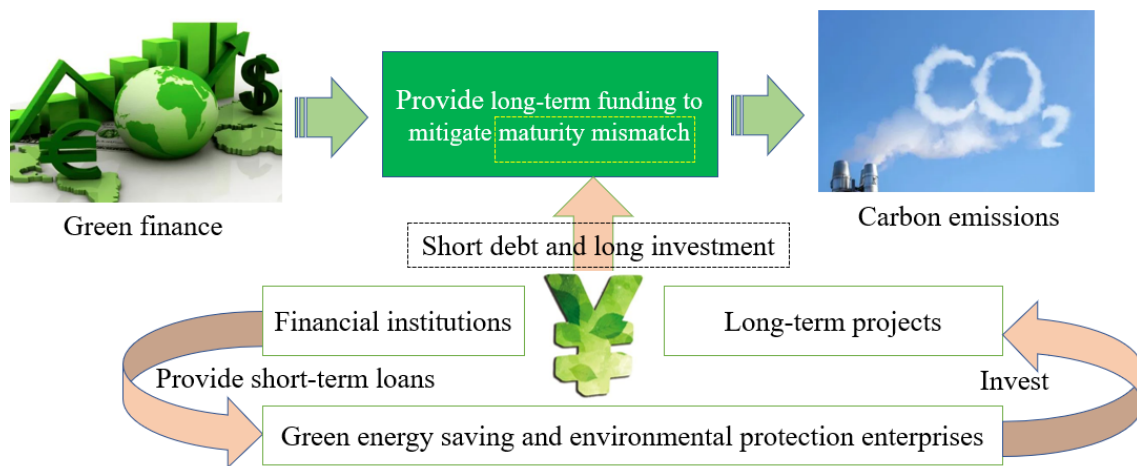 Provide long-term funding to
mitigate maturity mismatch
CO2
Green finance
Carbon emissions
Short debt and long investment
Financial institutions
Long-term projects
Provide short-term loans
Invest
Green energy saving and environmental protection enterprises